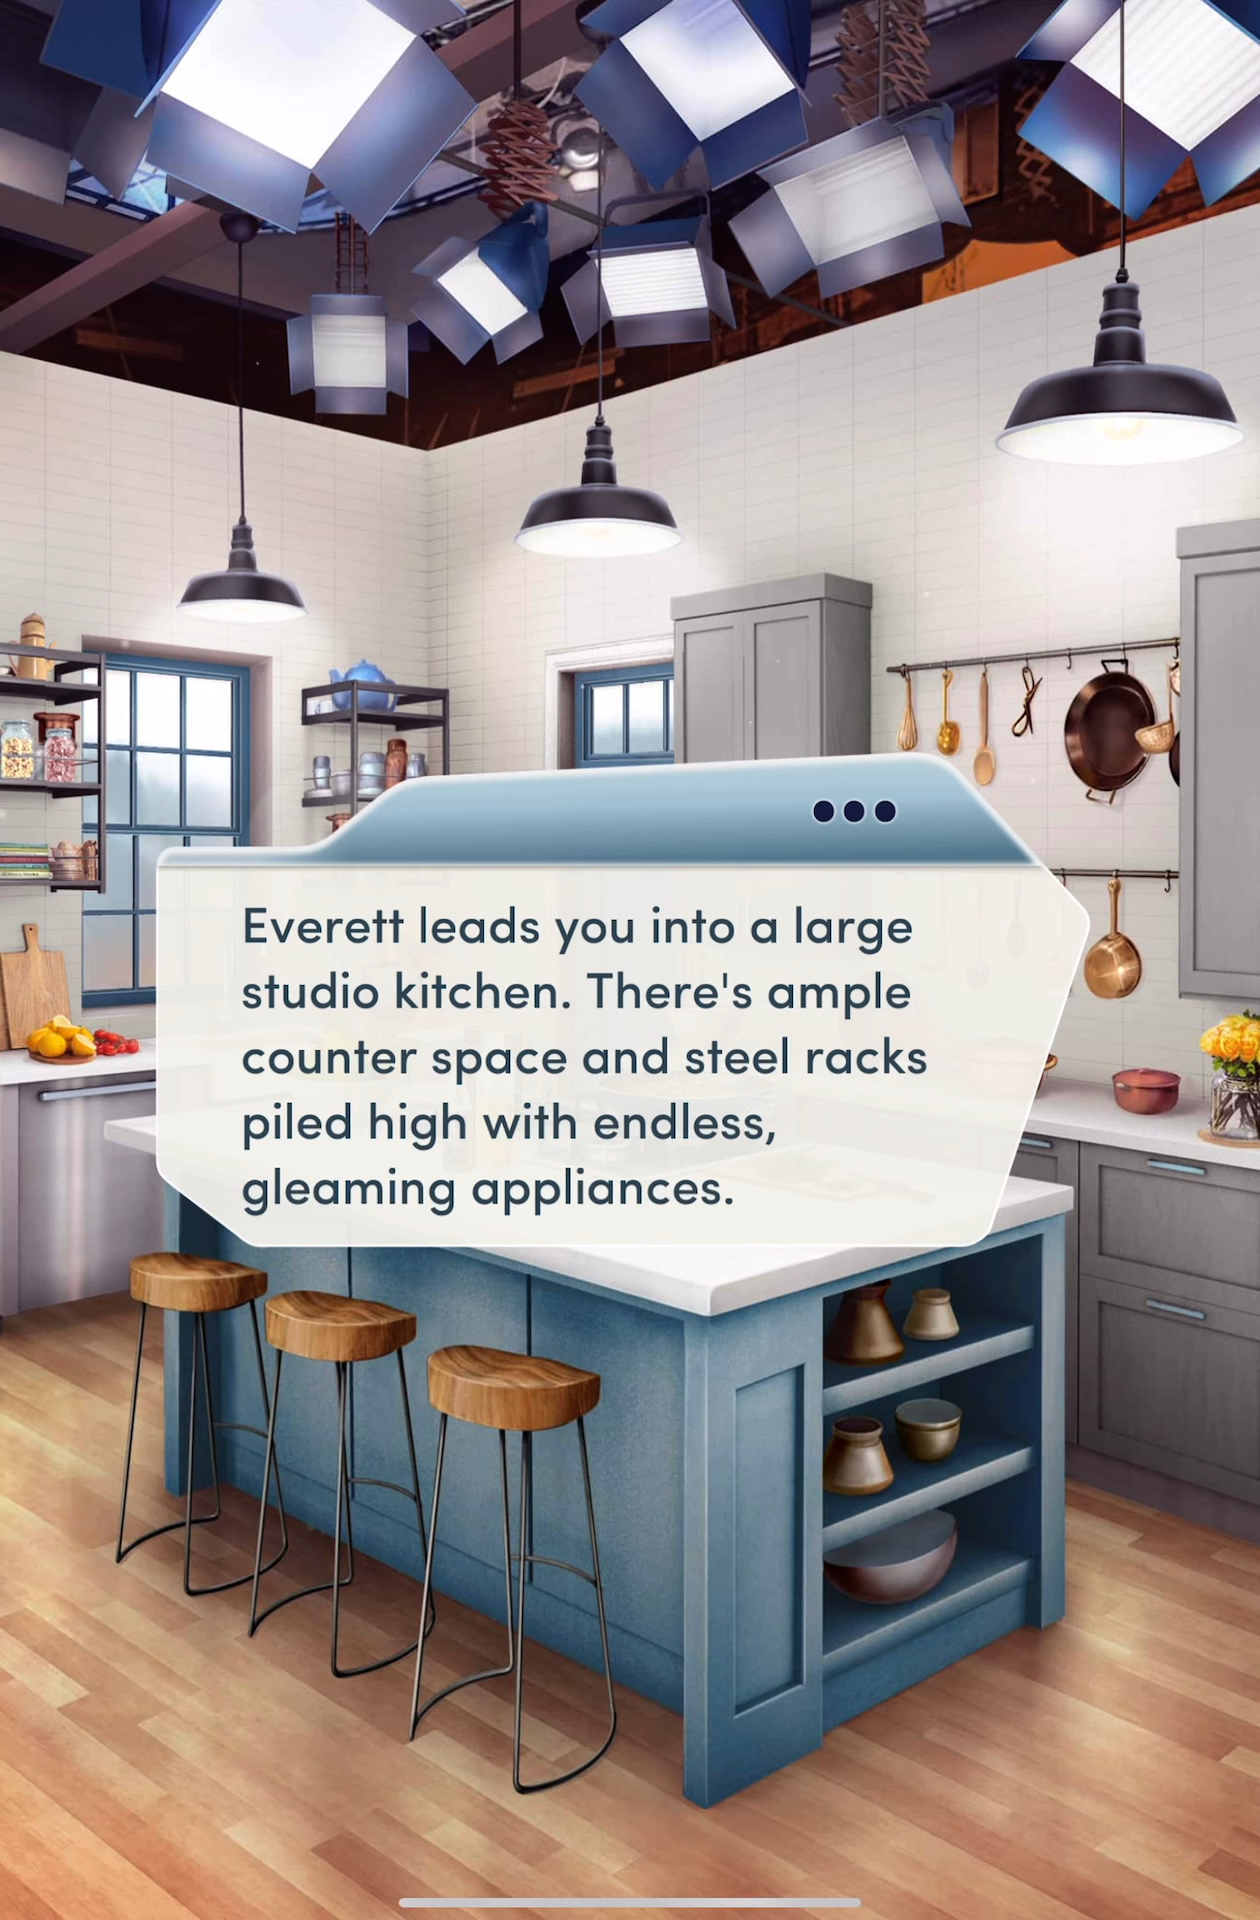 Everett leads you into a large
studio kitchen. There's ample
counter space and steel racks
piled high with endless,
gleaming appliances.